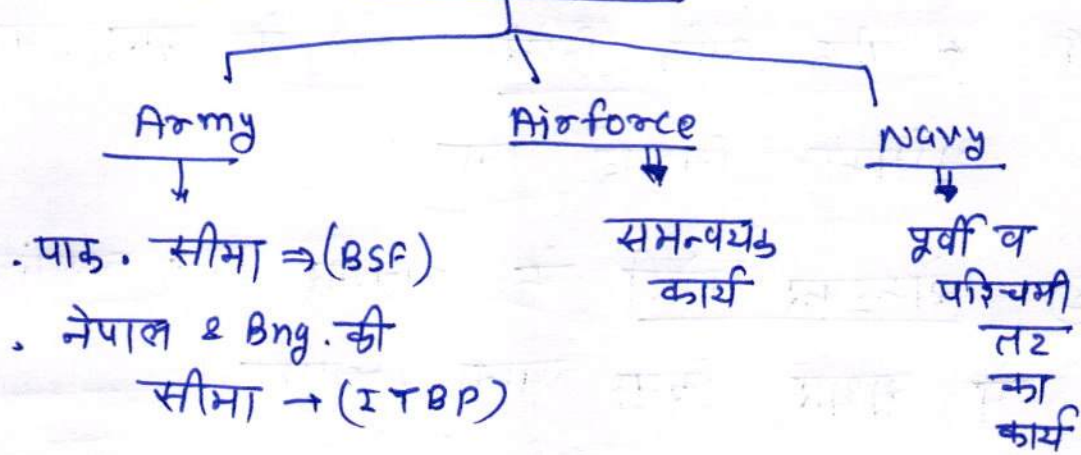 Army
Airforce
Navy
. पाक. सीमा ⇒ (BSF)
. नेपाल & Bng. की
सीमा → (ITBP)
समन्वयक
कार्य
पूर्वी व
पश्चिमी
तट
का
कार्य